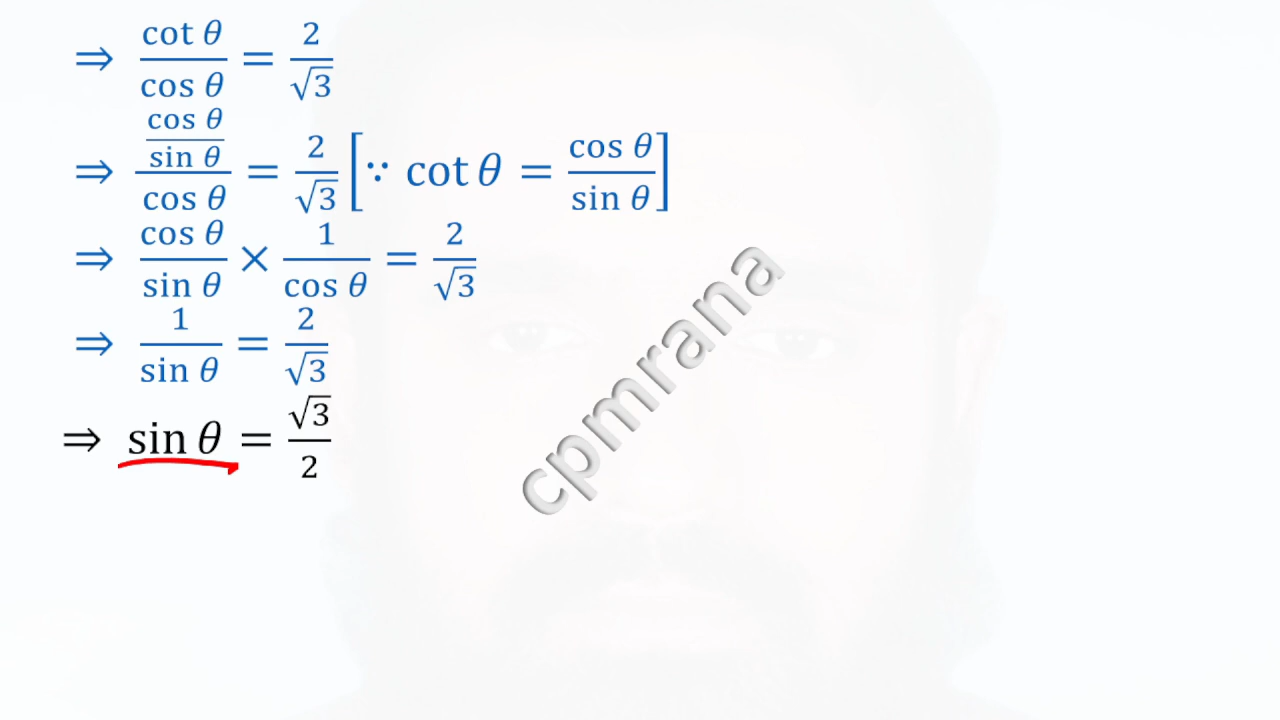 ⇒ cot θ / cos θ = 2 / √3
⇒ (cos θ / sin θ) / cos θ = 2 / √3 [∵ cot θ = cos θ / sin θ]
⇒ cos θ / sin θ × 1 / cos θ = 2 / √3
⇒ 1 / sin θ = 2 / √3
⇒ sin θ = √3 / 2
cpmrana